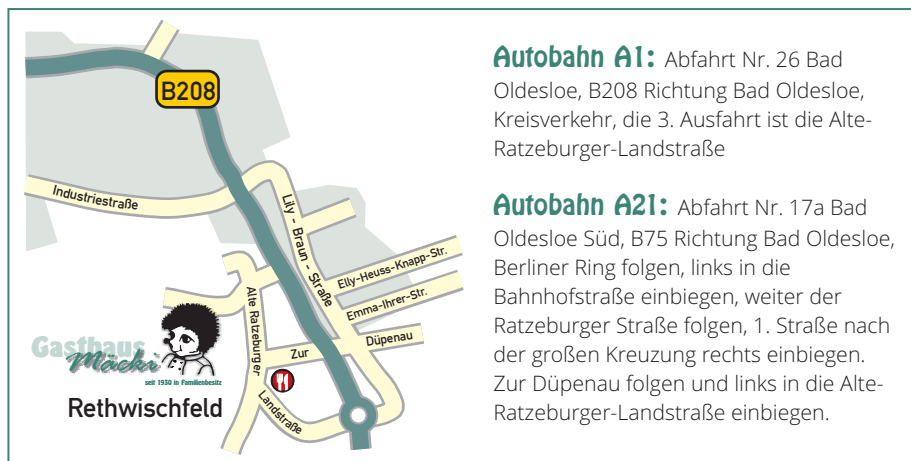 B208
Industriestraße
Lily - Braun - Straße
Elly-Heuss-Knapp-Str.
Emma-Ihrer-Str.
Alte Ratzeburger
Landstraße
Zur Düpenau
Gasthaus
Mäcki
seit 1930 in Familienbesitz
Rethwischfeld
Autobahn A1: Abfahrt Nr. 26 Bad
Oldesloe, B208 Richtung Bad Oldesloe,
Kreisverkehr, die 3. Ausfahrt ist die Alte-
Ratzeburger-Landstraße
Autobahn A21: Abfahrt Nr. 17a Bad
Oldesloe Süd, B75 Richtung Bad Oldesloe,
Berliner Ring folgen, links in die
Bahnhofstraße einbiegen, weiter der
Ratzeburger Straße folgen, 1. Straße nach
der großen Kreuzung rechts einbiegen.
Zur Düpenau folgen und links in die Alte-
Ratzeburger-Landstraße einbiegen.